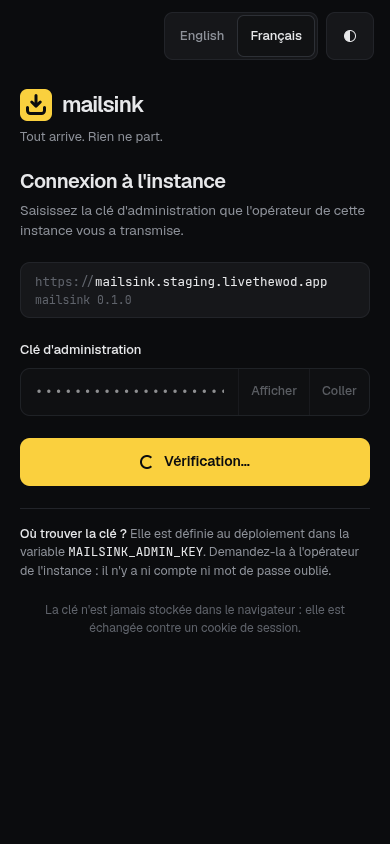 English
Français
mailsink
Tout arrive. Rien ne part.
Connexion à l'instance
Saisissez la clé d'administration que l'opérateur de cette
instance vous a transmise.
https://mailsink.staging.livethewod.app
mailsink 0.1.0
Clé d'administration
Afficher
Coller
Vérification…
Où trouver la clé ? Elle est définie au déploiement dans la
variable MAILSINK_ADMIN_KEY. Demandez-la à l'opérateur
de l'instance : il n'y a ni compte ni mot de passe oublié.
La clé n'est jamais stockée dans le navigateur : elle est
échangée contre un cookie de session.